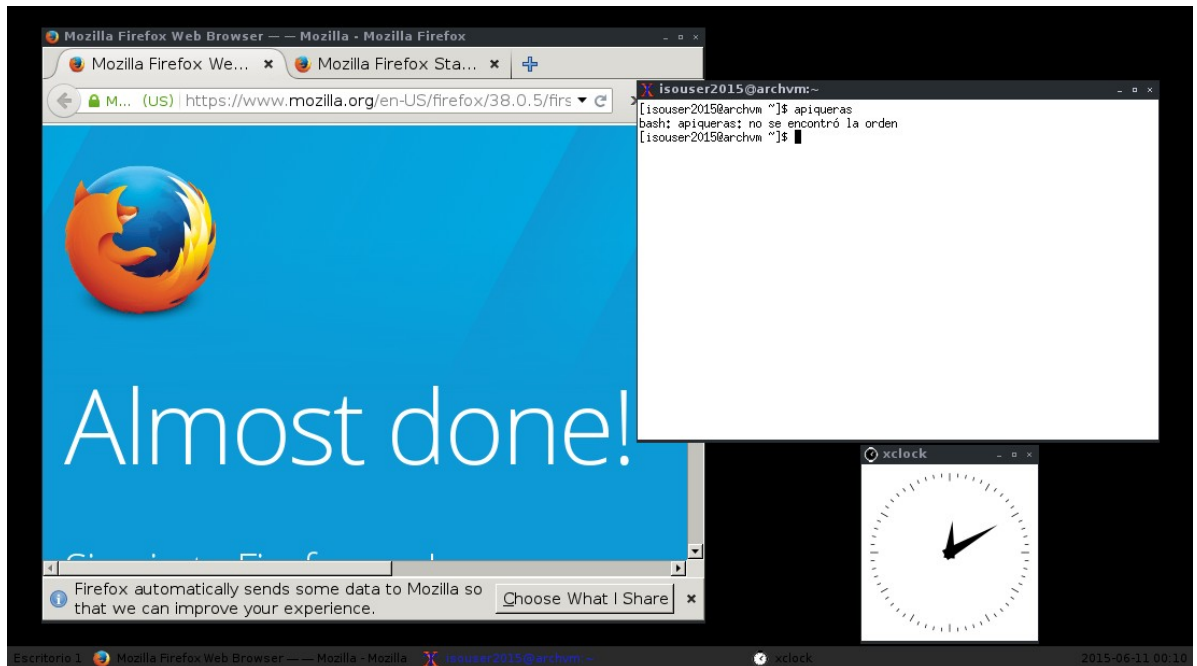 Mozilla Firefox Web Browser — — Mozilla - Mozilla Firefox
Mozilla Firefox We... Mozilla Firefox Sta...
M... (US) https://www.mozilla.org/en-US/firefox/38.0.5/firs
Almost done!
Firefox automatically sends some data to Mozilla so
that we can improve your experience.
Choose What I Share
isouser2015@archvm:~
[isouser2015@archvm ~]$ apiqueras
bash: apiqueras: no se encontró la orden
[isouser2015@archvm ~]$
xclock
Escritorio 1 Mozilla Firefox Web Browser — — Mozilla - Mozilla isouser2015@archvm:~ xclock 2015-06-11 00:10